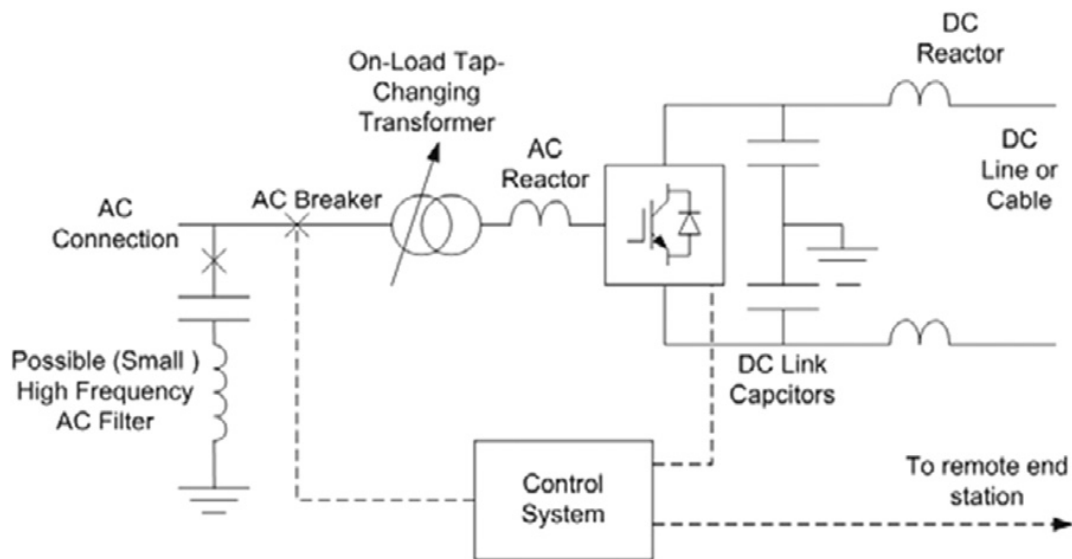 DC
Reactor
On-Load Tap-
Changing
Transformer
AC
Reactor
DC
Line or
Cable
AC Breaker
AC
Connection
Possible (Small )
High Frequency
AC Filter
DC Link
Capcitors
Control
System
To remote end
station